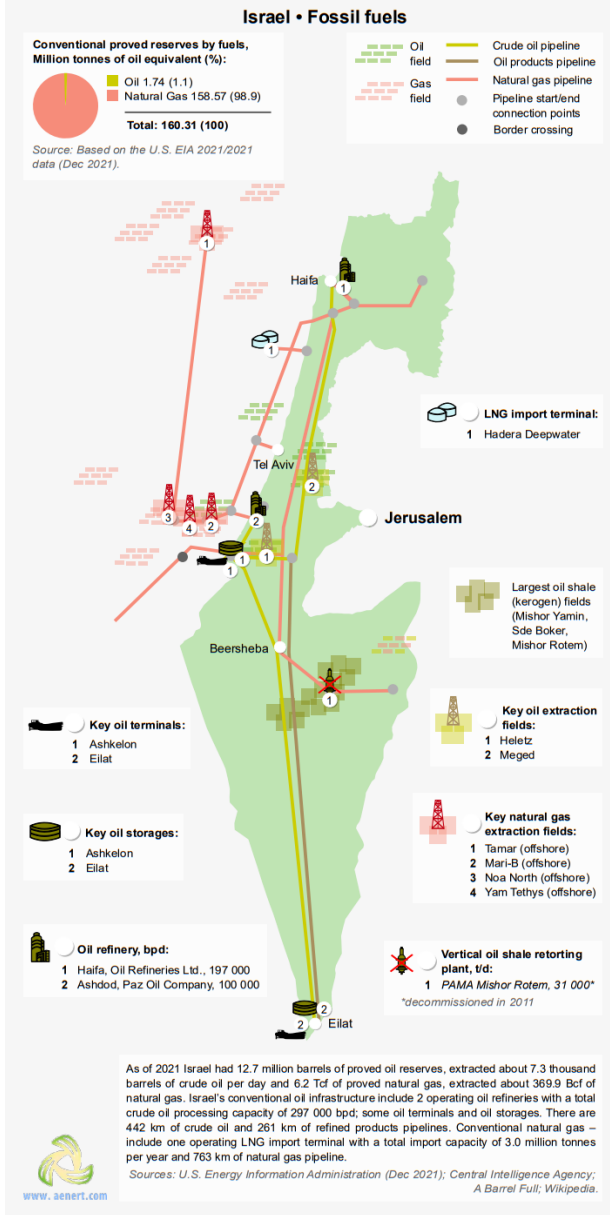 Israel • Fossil fuels
Conventional proved reserves by fuels,
Million tonnes of oil equivalent (%):
Oil 1.74 (1.1)
Natural Gas 158.57 (98.9)
Total: 160.31 (100)
Source: Based on the U.S. EIA 2021/2021
data (Dec 2021).
Oil
field
Gas
field
Crude oil pipeline
Oil products pipeline
Natural gas pipeline
Pipeline start/end
connection points
Border crossing
1
Haifa
1
1
LNG import terminal:
1 Hadera Deepwater
Tel Aviv
2
3
4
2
2
Jerusalem
1
1
1
Largest oil shale
(kerogen) fields
(Mishor Yamin,
Sde Boker,
Mishor Rotem)
Beersheba
1
Key oil terminals:
1 Ashkelon
2 Eilat
Key oil extraction
fields:
1 Heletz
2 Meged
Key oil storages:
1 Ashkelon
2 Eilat
Key natural gas
extraction fields:
1 Tamar (offshore)
2 Mari-B (offshore)
3 Noa North (offshore)
4 Yam Tethys (offshore)
Oil refinery, bpd:
1 Haifa, Oil Refineries Ltd., 197 000
2 Ashdod, Paz Oil Company, 100 000
Vertical oil shale retorting
plant, t/d:
1 PAMA Mishor Rotem, 31 000*
*decommissioned in 2011
2
2
Eilat
As of 2021 Israel had 12.7 million barrels of proved oil reserves, extracted about 7.3 thousand
barrels of crude oil per day and 6.2 Tcf of proved natural gas, extracted about 369.9 Bcf of
natural gas. Israel's conventional oil infrastructure include 2 operating oil refineries with a total
crude oil processing capacity of 297 000 bpd; some oil terminals and oil storages. There are
442 km of crude oil and 261 km of refined products pipelines. Conventional natural gas –
include one operating LNG import terminal with a total import capacity of 3.0 million tonnes
per year and 763 km of natural gas pipeline.
Sources: U.S. Energy Information Administration (Dec 2021); Central Intelligence Agency;
A Barrel Full; Wikipedia.
www.aenert.com